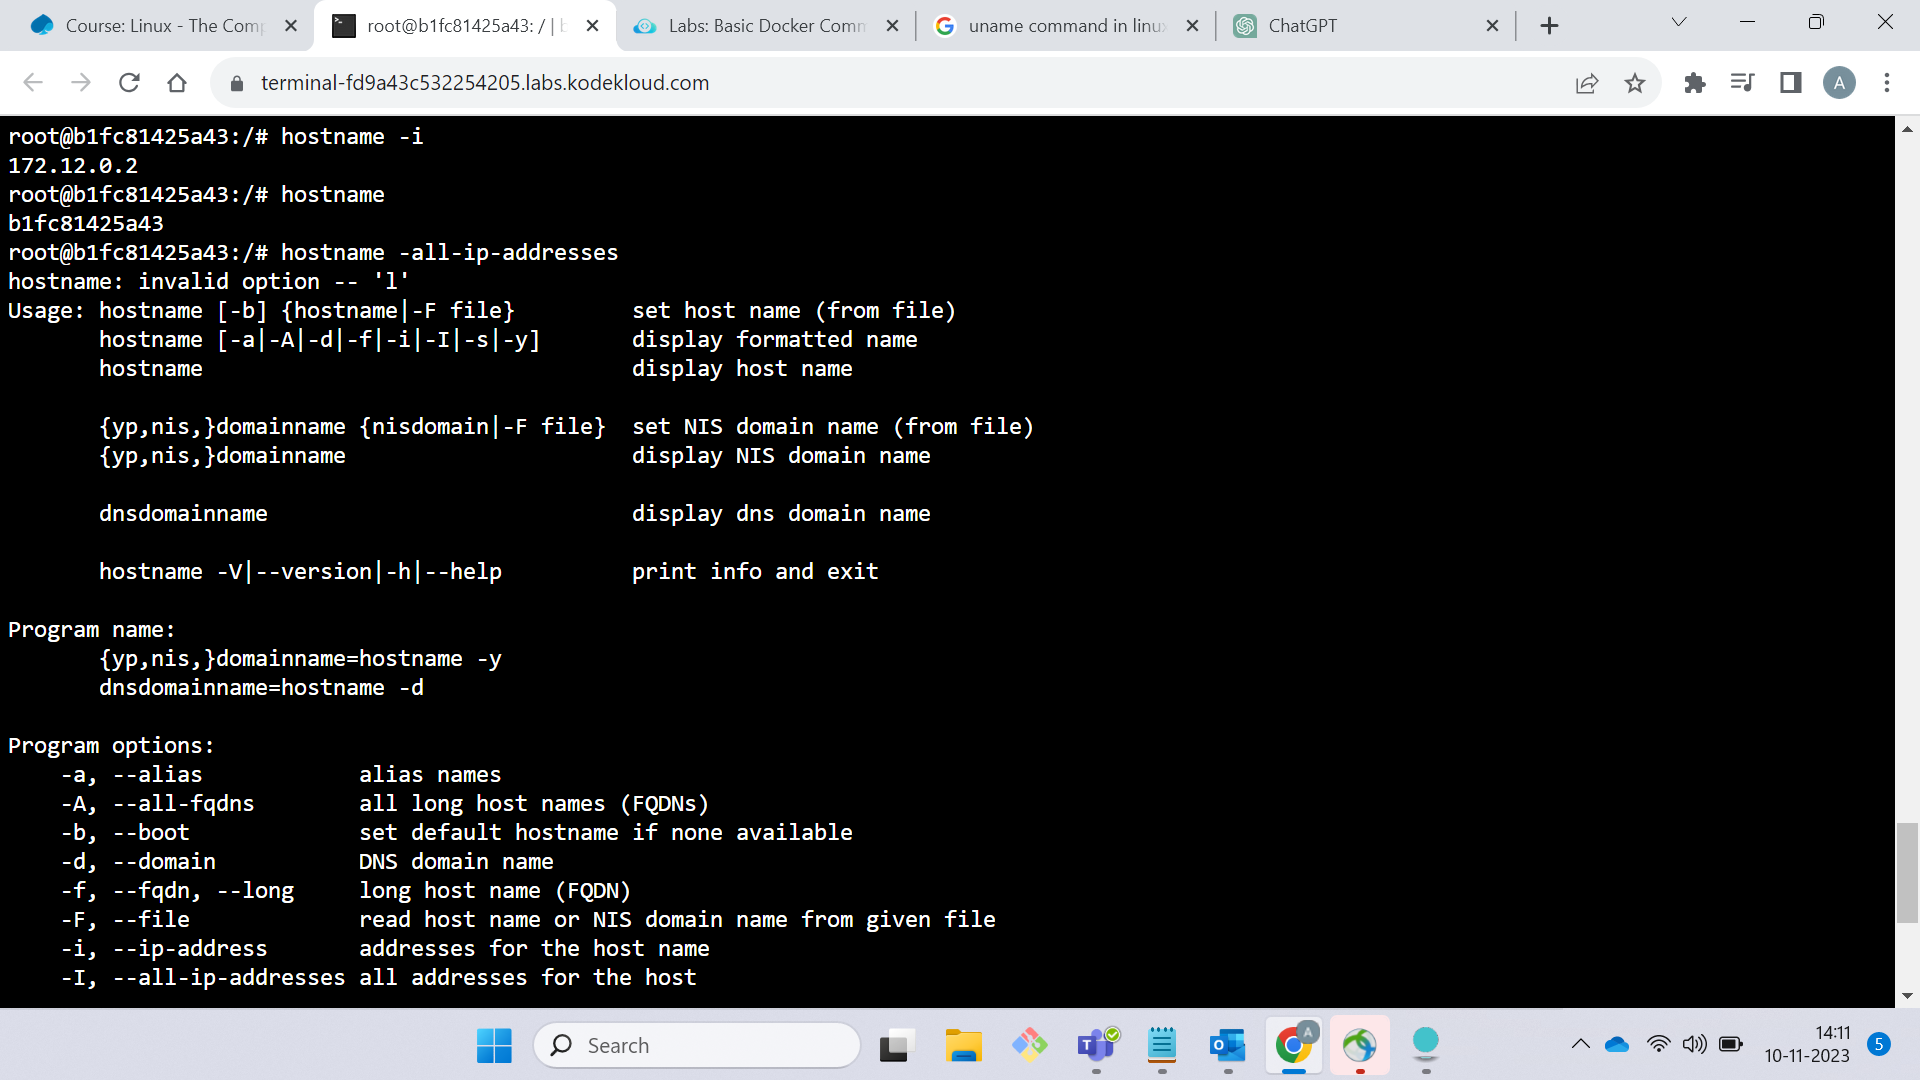 Course: Linux - The Comp
root@b1fc81425a43: / | b
Labs: Basic Docker Comm
uname command in linux
ChatGPT
terminal-fd9a43c532254205.labs.kodekloud.com
A
root@b1fc81425a43:/# hostname -i
172.12.0.2
root@b1fc81425a43:/# hostname
b1fc81425a43
root@b1fc81425a43:/# hostname -all-ip-addresses
hostname: invalid option -- 'l'
Usage: hostname [-b] {hostname|-F file}         set host name (from file)
       hostname [-a|-A|-d|-f|-i|-I|-s|-y]       display formatted name
       hostname                                 display host name
       {yp,nis,}domainname {nisdomain|-F file}  set NIS domain name (from file)
       {yp,nis,}domainname                      display NIS domain name
       dnsdomainname                            display dns domain name
       hostname -V|--version|-h|--help          print info and exit
Program name:
       {yp,nis,}domainname=hostname -y
       dnsdomainname=hostname -d
Program options:
    -a, --alias            alias names
    -A, --all-fqdns        all long host names (FQDNs)
    -b, --boot             set default hostname if none available
    -d, --domain           DNS domain name
    -f, --fqdn, --long     long host name (FQDN)
    -F, --file             read host name or NIS domain name from given file
    -i, --ip-address       addresses for the host name
    -I, --all-ip-addresses all addresses for the host
Search
A
14:11
10-11-2023
5